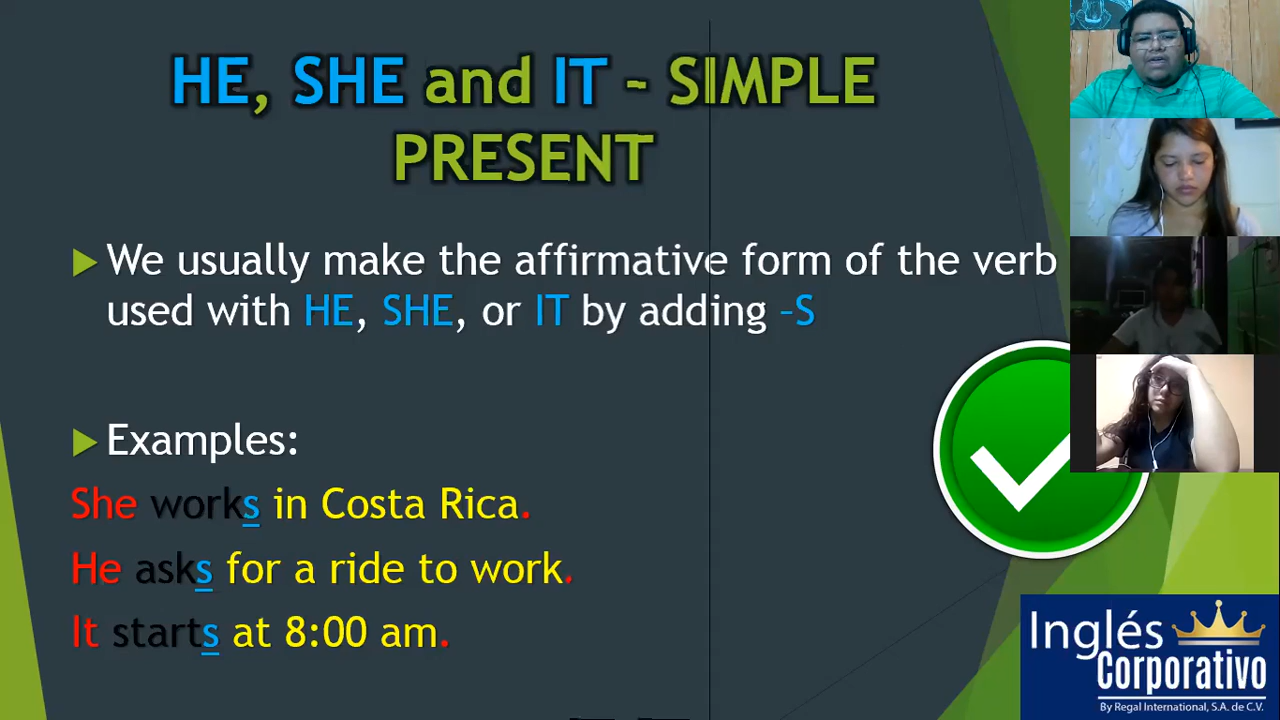 HE, SHE and IT - SIMPLE
PRESENT
We usually make the affirmative form of the verb
used with HE, SHE, or IT by adding –S
Examples:
She works in Costa Rica.
He asks for a ride to work.
It starts at 8:00 am.
Inglés
Corporativo
By Regal International, S.A. de C.V.